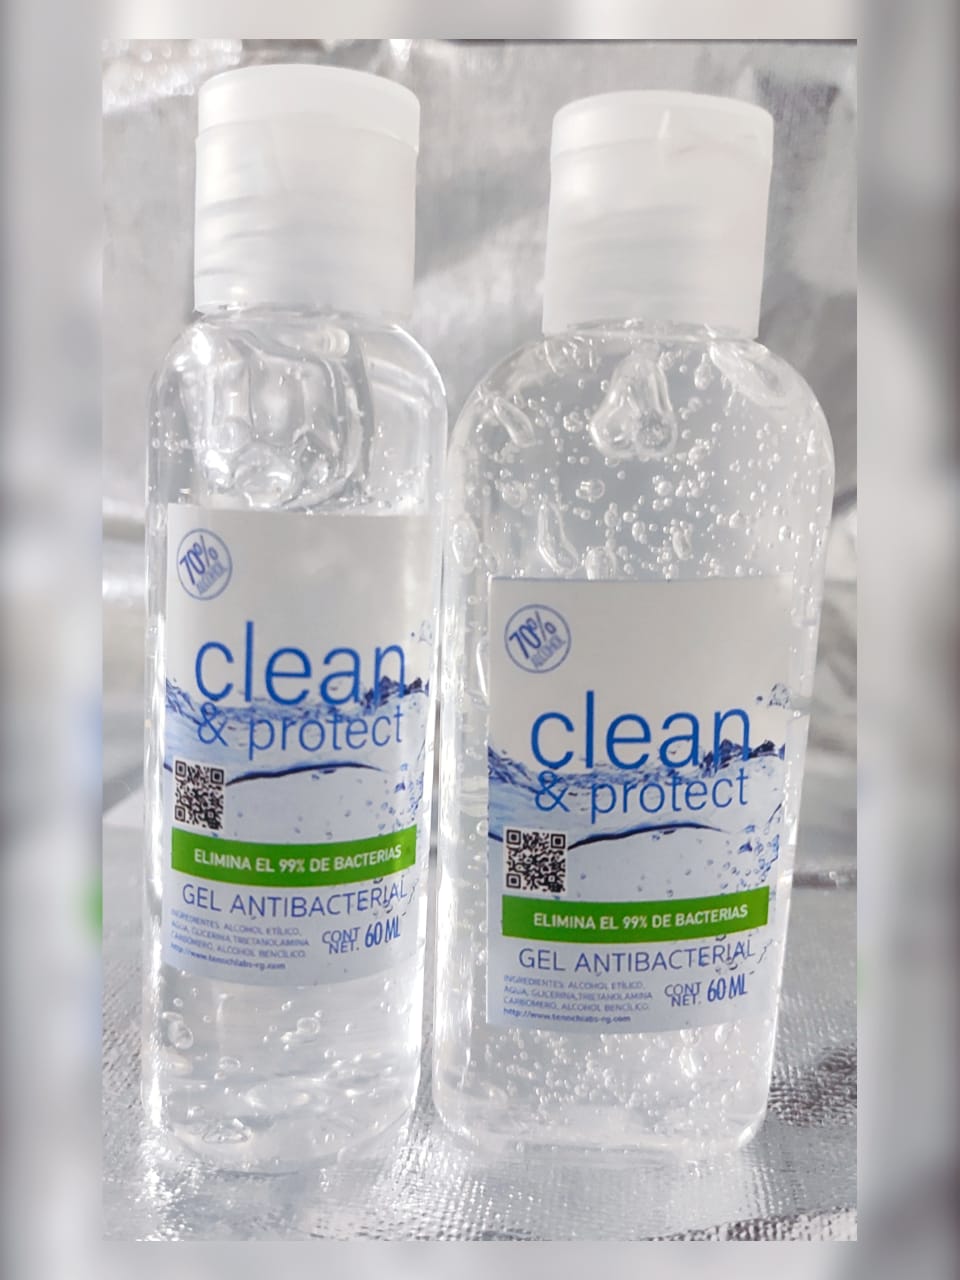 70%
ALCOHOL
clean
& protect
ELIMINA EL 99% DE BACTERIAS
GEL ANTIBACTERIAL
INGREDIENTES: ALCOHOL ETÍLICO,
AGUA, GLICERINA, TRIETANOLAMINA
CARBOMERO, ALCOHOL BENCÍLICO.
CONT
NET. 60 ML
70%
ALCOHOL
clean
& protect
ELIMINA EL 99% DE BACTERIAS
GEL ANTIBACTERIAL
INGREDIENTES: ALCOHOL ETÍLICO,
AGUA, GLICERINA, TRIETANOLAMINA
CARBOMERO, ALCOHOL BENCÍLICO.
CONT
NET. 60 ML